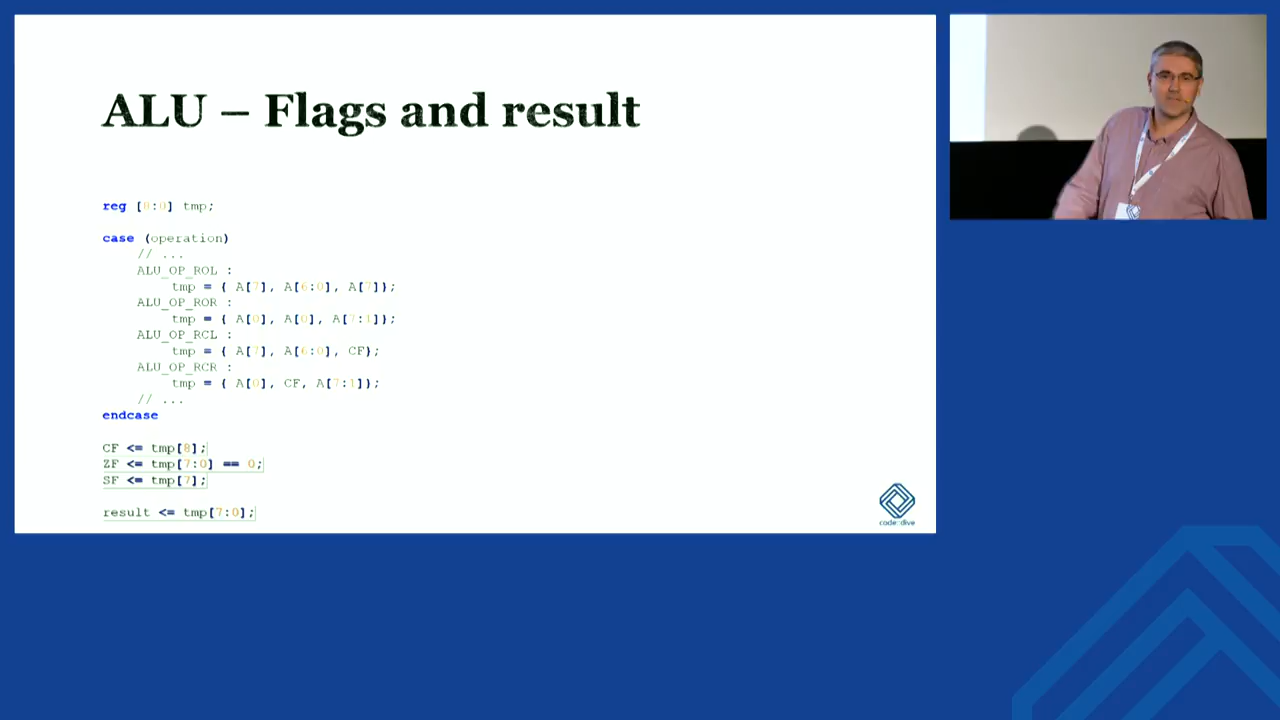 ALU – Flags and result
reg [8:0] tmp;
case (operation)
// ...
ALU_OP_ROL :
tmp = { A[7], A[6:0], A[7]};
ALU_OP_ROR :
tmp = { A[0], A[0], A[7:1]};
ALU_OP_RCL :
tmp = { A[7], A[6:0], CF};
ALU_OP_RCR :
tmp = { A[0], CF, A[7:1]};
// ...
endcase
CF <= tmp[8];
ZF <= tmp[7:0] == 0;
SF <= tmp[7];
result <= tmp[7:0];
code::dive